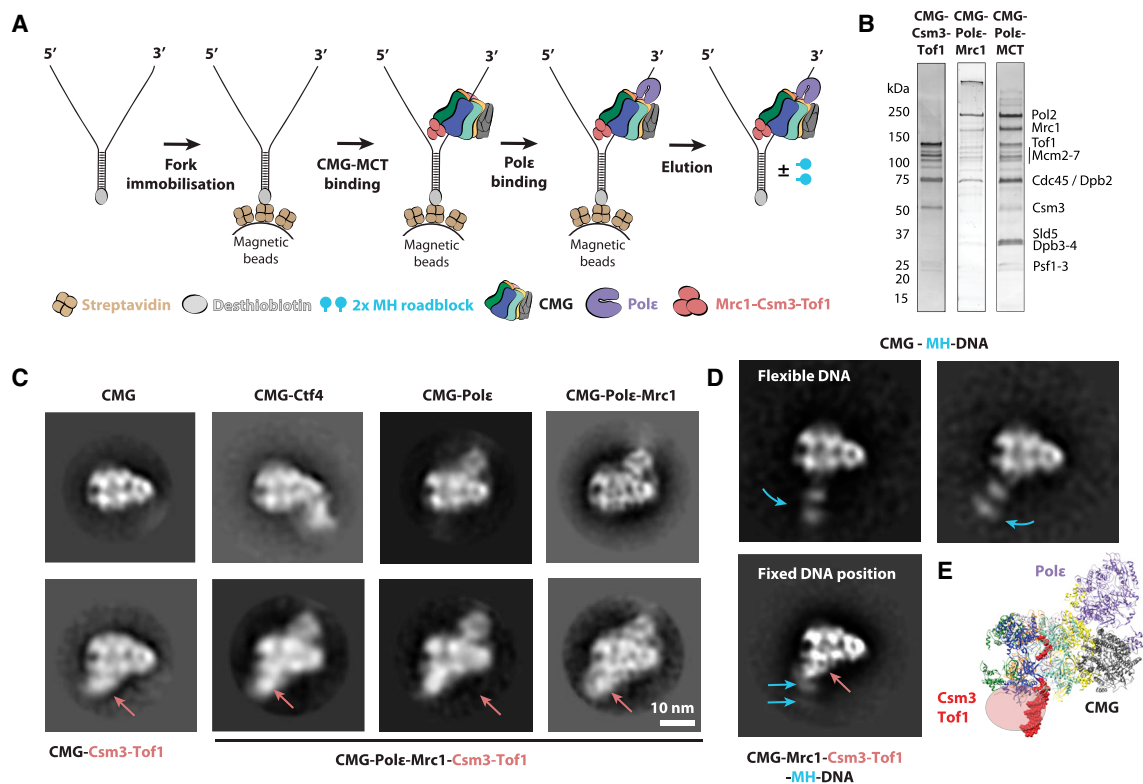 A
5′ 3′
5′ 3′
5′ 3′
5′ 3′
5′ 3′
Fork
immobilisation
CMG-MCT
binding
Polε
binding
Elution
±
Magnetic
beads
Magnetic
beads
Magnetic
beads
Streptavidin
Desthiobiotin
2x MH roadblock
CMG
Polε
Mrc1-Csm3-Tof1
B
CMG-
Csm3-
Tof1
CMG-
Polε-
Mrc1
CMG-
Polε-
MCT
kDa
250
150
100
75
50
37
25
20
15
Pol2
Mrc1
Tof1
Mcm2-7
Cdc45 / Dpb2
Csm3
Sld5
Dpb3-4
Psf1-3
C
CMG
CMG-Ctf4
CMG-Polε
CMG-Polε-Mrc1
10 nm
CMG-Csm3-Tof1
CMG-Polε-Mrc1-Csm3-Tof1
D
CMG - MH-DNA
Flexible DNA
Fixed DNA position
CMG-Mrc1-Csm3-Tof1
-MH-DNA
E
Polε
Csm3
Tof1
CMG